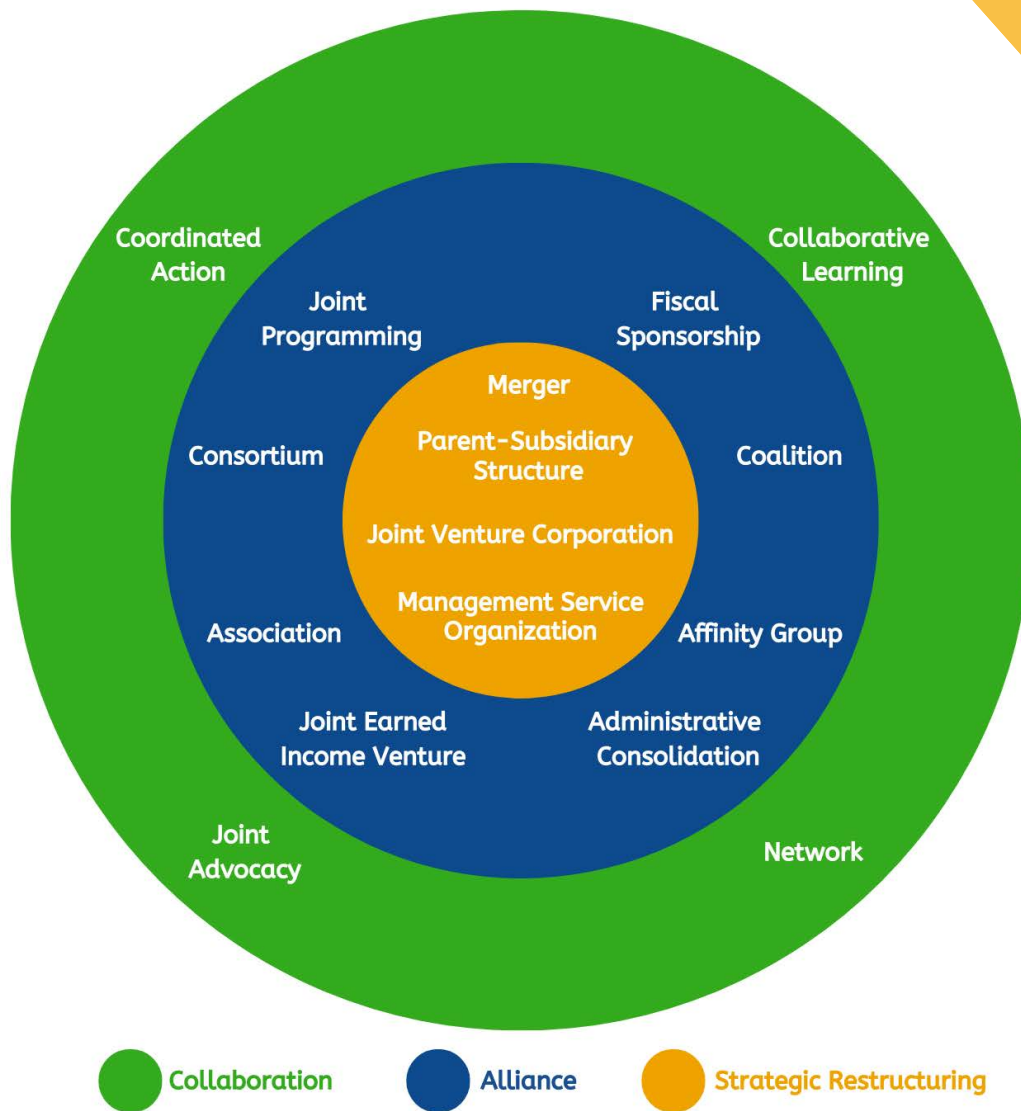 Coordinated
Action
Collaborative
Learning
Joint
Programming
Fiscal
Sponsorship
Merger
Parent-Subsidiary
Structure
Consortium
Coalition
Joint Venture Corporation
Management Service
Organization
Association
Affinity Group
Joint Earned
Income Venture
Administrative
Consolidation
Joint
Advocacy
Network
Collaboration
Alliance
Strategic Restructuring